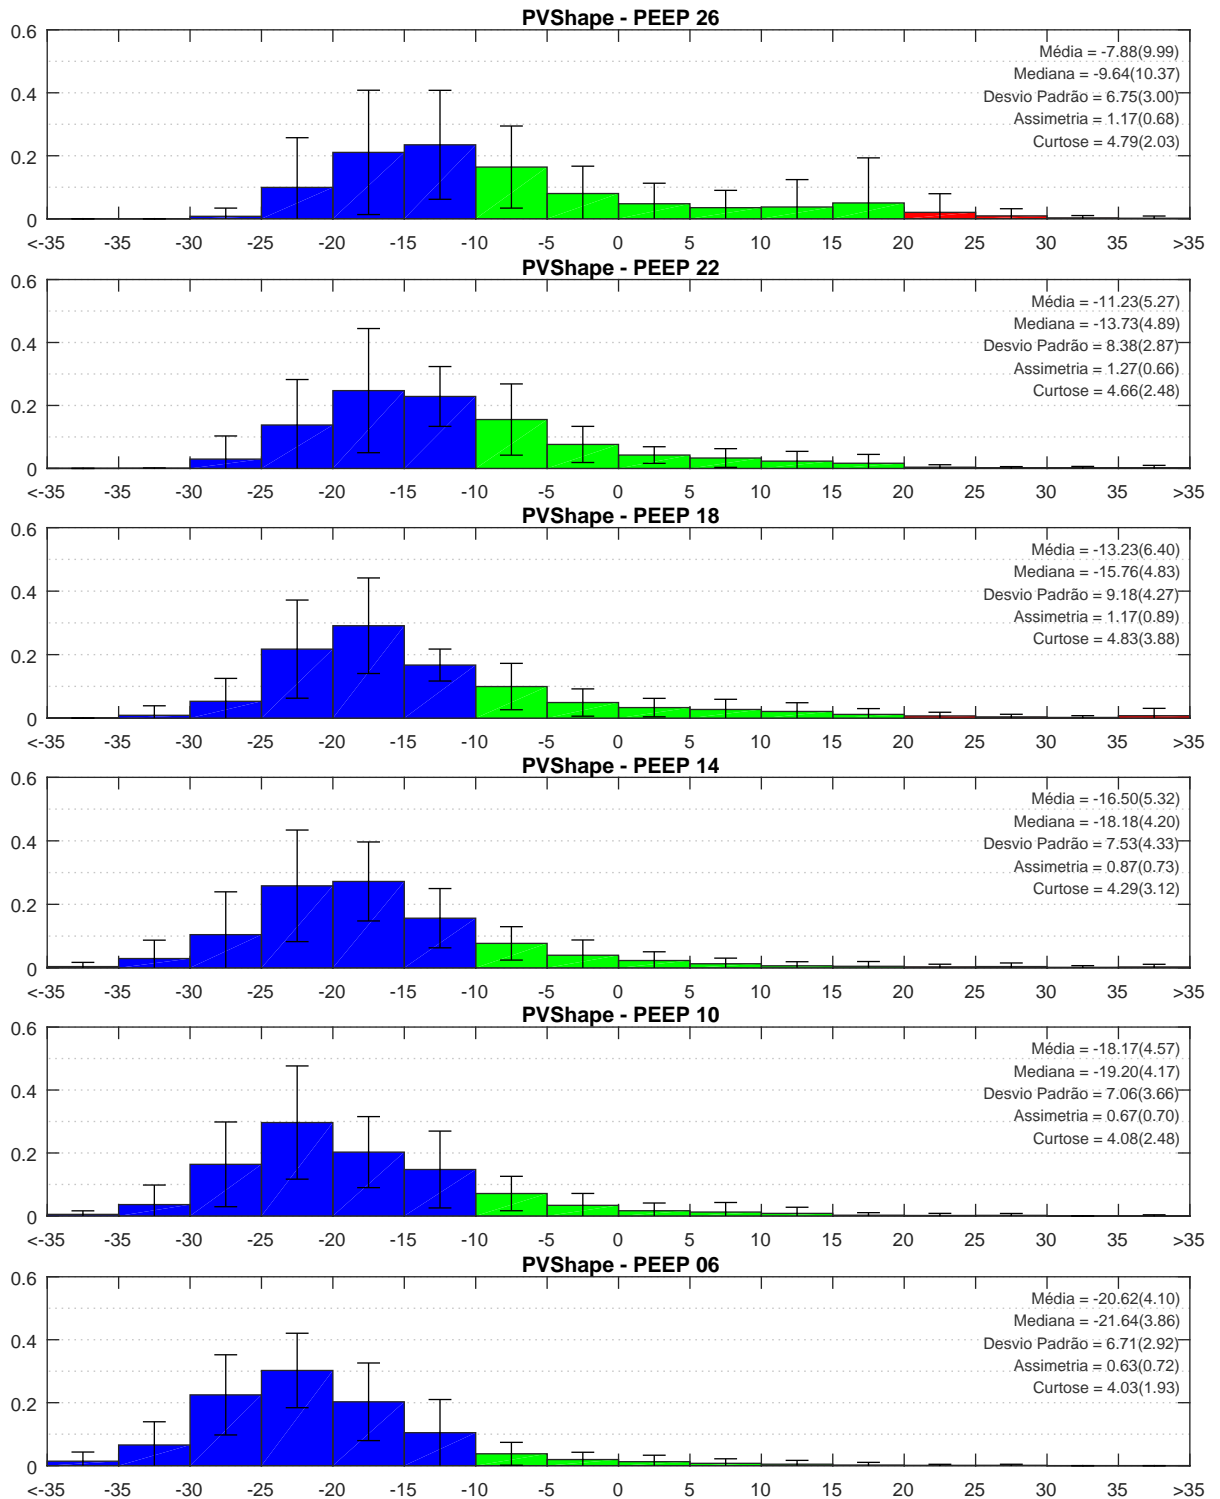 PVShape - PEEP 26
0.6
0.4
0.2
0
Média = -7.88(9.99)
Mediana = -9.64(10.37)
Desvio Padrão = 6.75(3.00)
Assimetria = 1.17(0.68)
Curtose = 4.79(2.03)
<-35 -35 -30 -25 -20 -15 -10 -5 0 5 10 15 20 25 30 35 >35
PVShape - PEEP 22
0.6
0.4
0.2
0
Média = -11.23(5.27)
Mediana = -13.73(4.89)
Desvio Padrão = 8.38(2.87)
Assimetria = 1.27(0.66)
Curtose = 4.66(2.48)
<-35 -35 -30 -25 -20 -15 -10 -5 0 5 10 15 20 25 30 35 >35
PVShape - PEEP 18
0.6
0.4
0.2
0
Média = -13.23(6.40)
Mediana = -15.76(4.83)
Desvio Padrão = 9.18(4.27)
Assimetria = 1.17(0.89)
Curtose = 4.83(3.88)
<-35 -35 -30 -25 -20 -15 -10 -5 0 5 10 15 20 25 30 35 >35
PVShape - PEEP 14
0.6
0.4
0.2
0
Média = -16.50(5.32)
Mediana = -18.18(4.20)
Desvio Padrão = 7.53(4.33)
Assimetria = 0.87(0.73)
Curtose = 4.29(3.12)
<-35 -35 -30 -25 -20 -15 -10 -5 0 5 10 15 20 25 30 35 >35
PVShape - PEEP 10
0.6
0.4
0.2
0
Média = -18.17(4.57)
Mediana = -19.20(4.17)
Desvio Padrão = 7.06(3.66)
Assimetria = 0.67(0.70)
Curtose = 4.08(2.48)
<-35 -35 -30 -25 -20 -15 -10 -5 0 5 10 15 20 25 30 35 >35
PVShape - PEEP 06
0.6
0.4
0.2
0
Média = -20.62(4.10)
Mediana = -21.64(3.86)
Desvio Padrão = 6.71(2.92)
Assimetria = 0.63(0.72)
Curtose = 4.03(1.93)
<-35 -35 -30 -25 -20 -15 -10 -5 0 5 10 15 20 25 30 35 >35